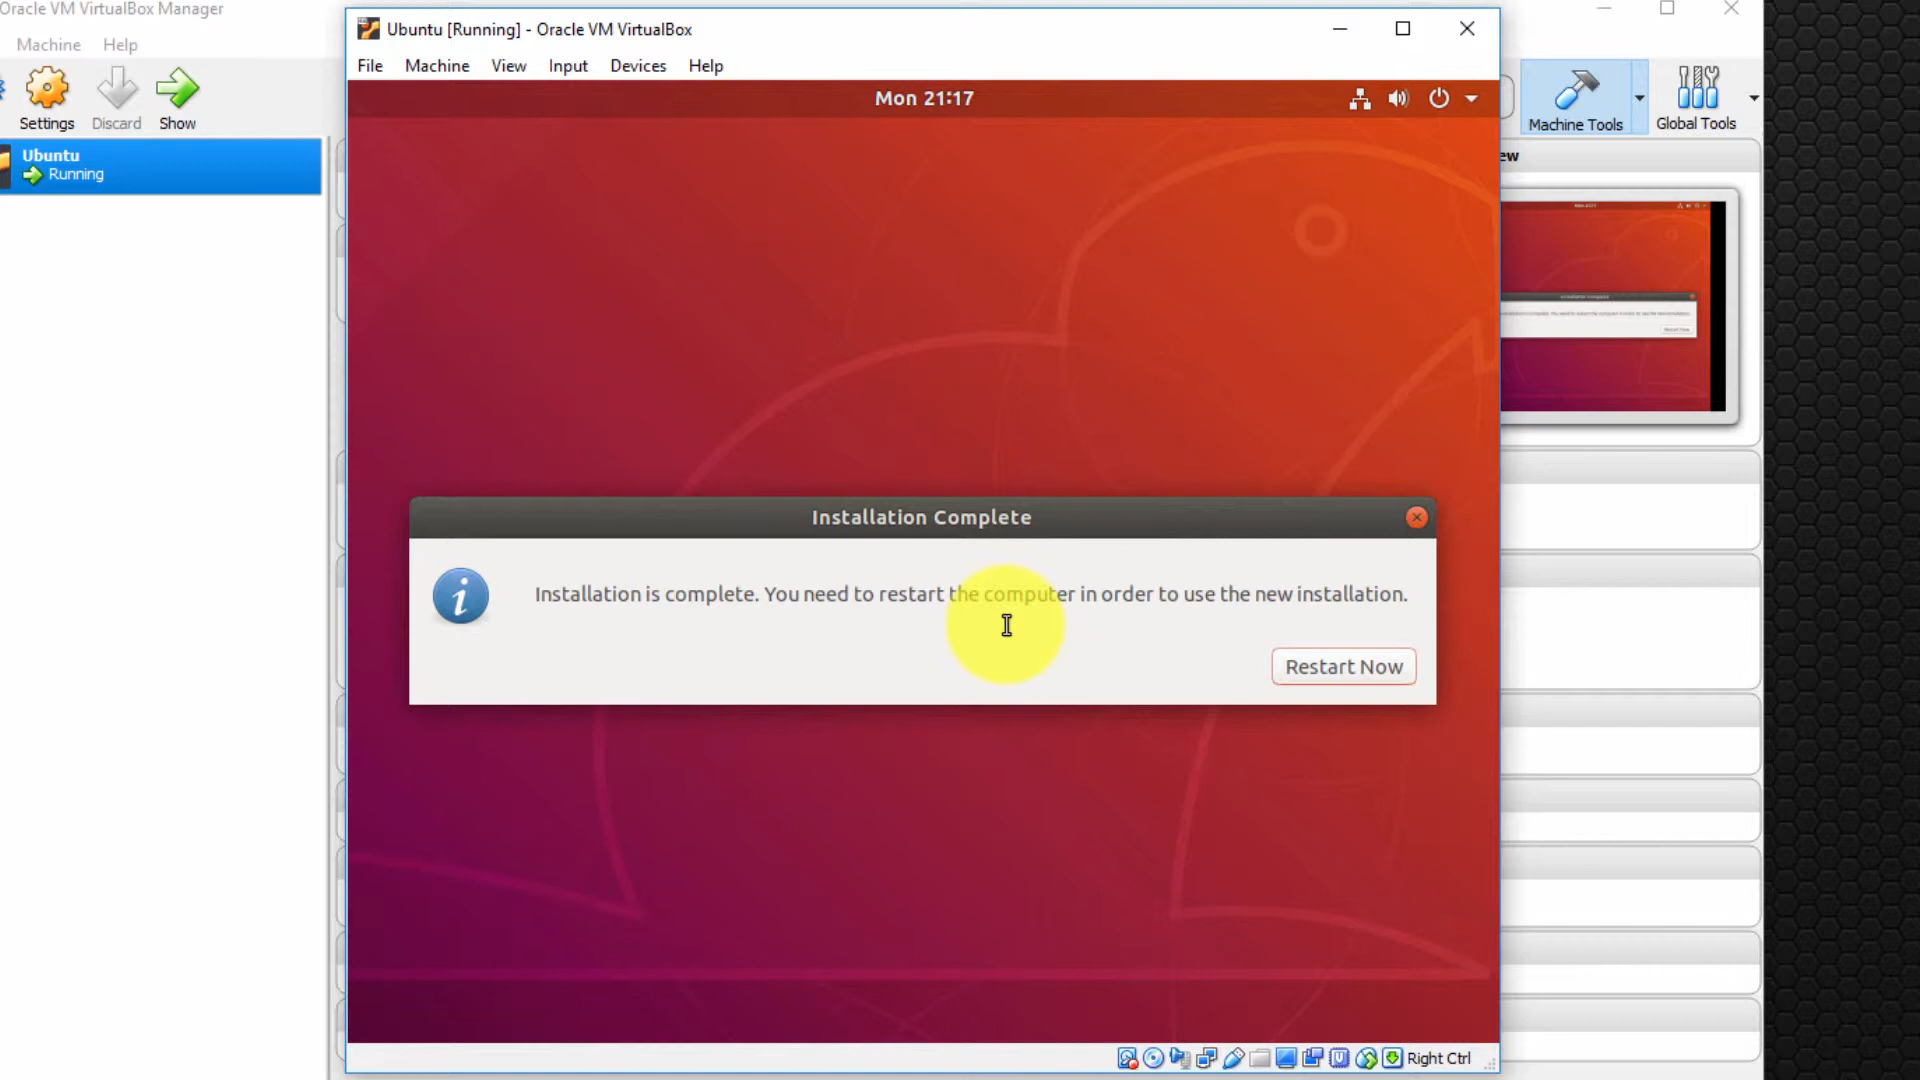 Oracle VM VirtualBox Manager
Machine Help
Settings Discard Show
Ubuntu
Running
Ubuntu [Running] - Oracle VM VirtualBox
File Machine View Input Devices Help
Mon 21:17
Machine Tools Global Tools
ew
Installation Complete
Installation is complete. You need to restart the computer in order to use the new installation.
Restart Now
Right Ctrl